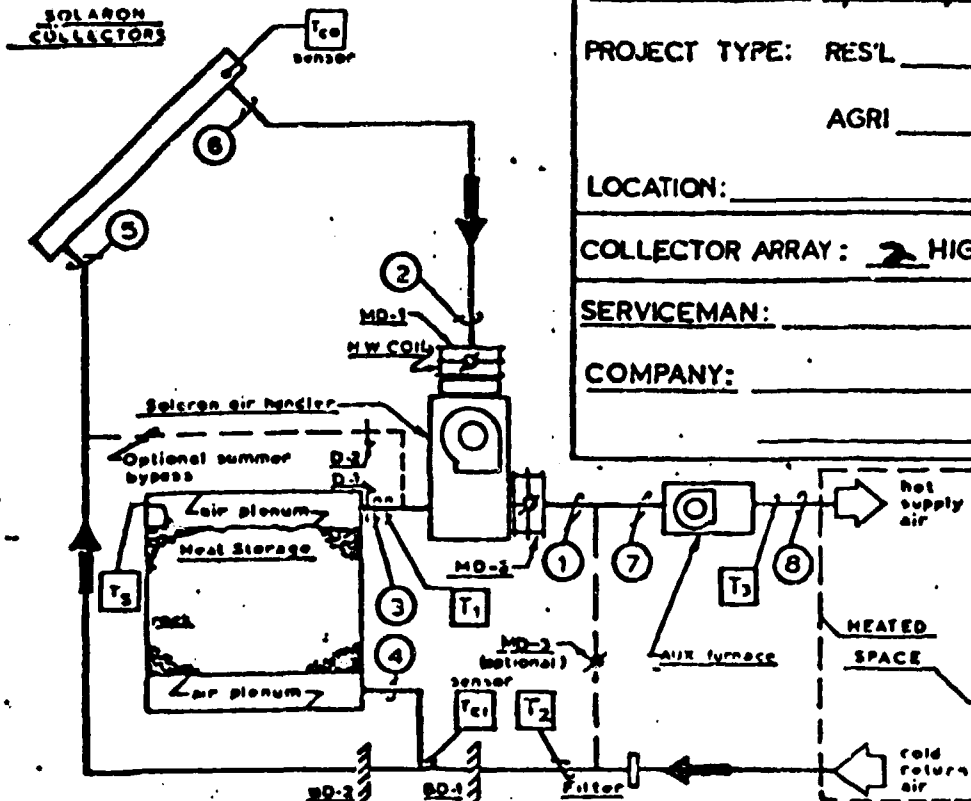 SOLARON
COLLECTORS
Tco
sensor
6
5
2
MD-1
H.W COIL
Solaron air handler
Optional summer
bypass
D-2
D-1
air plenum
Heat Storage
Ts
rock
air plenum
3
T1
4
MD-2
1
7
T3
8
hot
supply
air
MD-3
(optional)
AUX furnace
HEATED
SPACE
sensor
Tci
T2
BD-2
BD-1
Filter
cold
return
air
PROJECT TYPE: RES'L
AGRI
LOCATION:
COLLECTOR ARRAY: 2 HIG
SERVICEMAN:
COMPANY: